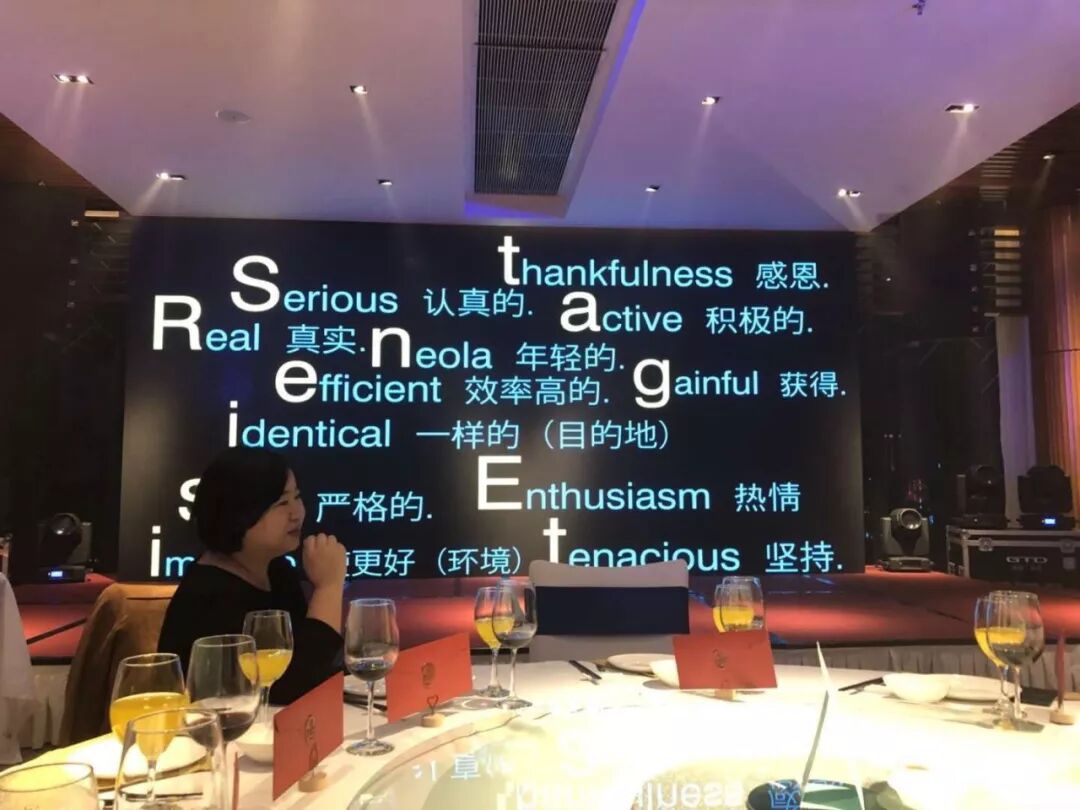 thankfulness 感恩.
Serious 认真的.
active 积极的.
Real 真实.
neola 年轻的.
efficient 效率高的.
gainful 获得.
identical 一样的（目的地）
严格的.
Enthusiasm 热情
更好（环境）
tenacious 坚持.
GTD